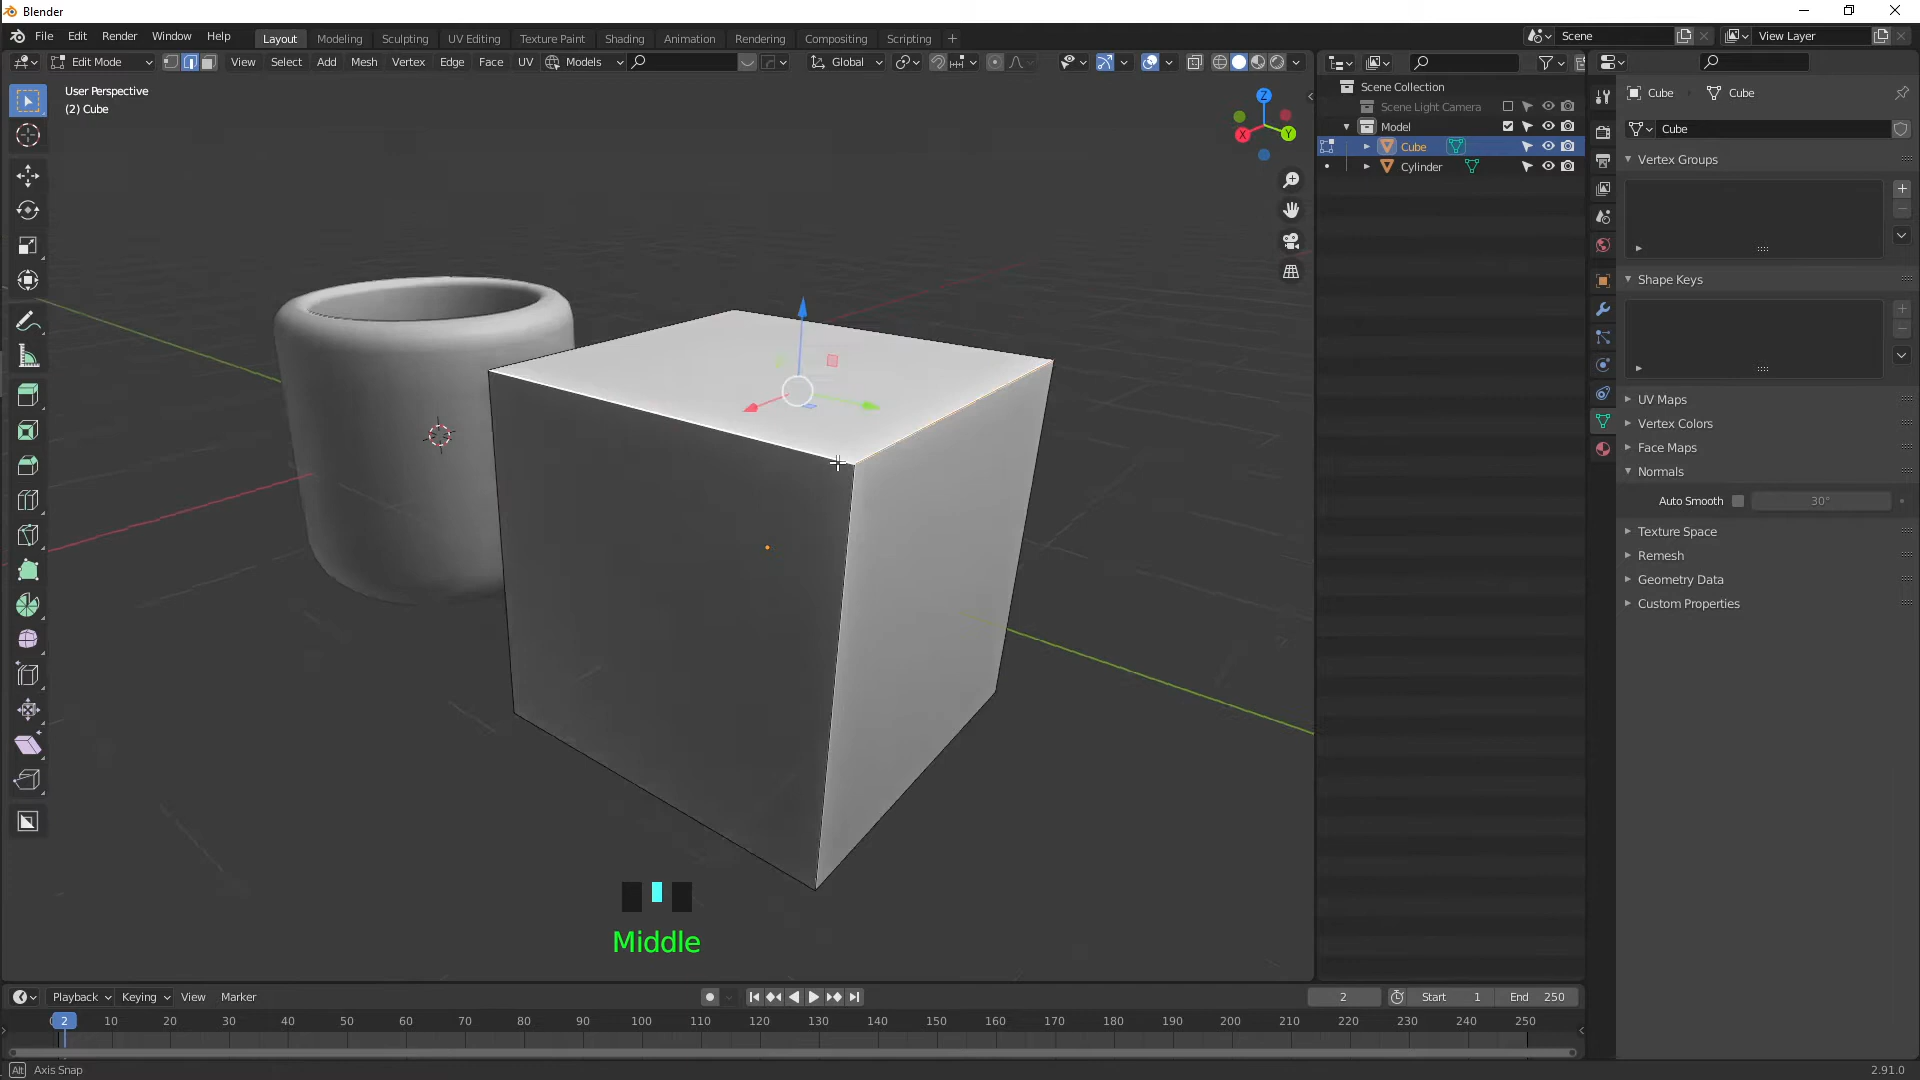 Blender
File Edit Render Window Help
Layout Modeling Sculpting UV Editing Texture Paint Shading Animation Rendering Compositing Scripting +
Scene
View Layer
Edit Mode View Select Add Mesh Vertex Edge Face UV Models Global
User Perspective
(2) Cube
Z
X
Y
Scene Collection
Scene Light Camera
Model
Cube
Cylinder
Cube Cube
Cube
Vertex Groups
Shape Keys
UV Maps
Vertex Colors
Face Maps
Normals
Auto Smooth 30°
Texture Space
Remesh
Geometry Data
Custom Properties
Middle
Playback Keying View Marker
2 Start 1 End 250
2 10 20 30 40 50 60 70 80 90 100 110 120 130 140 150 160 170 180 190 200 210 220 230 240 250
Alt Axis Snap
2.91.0